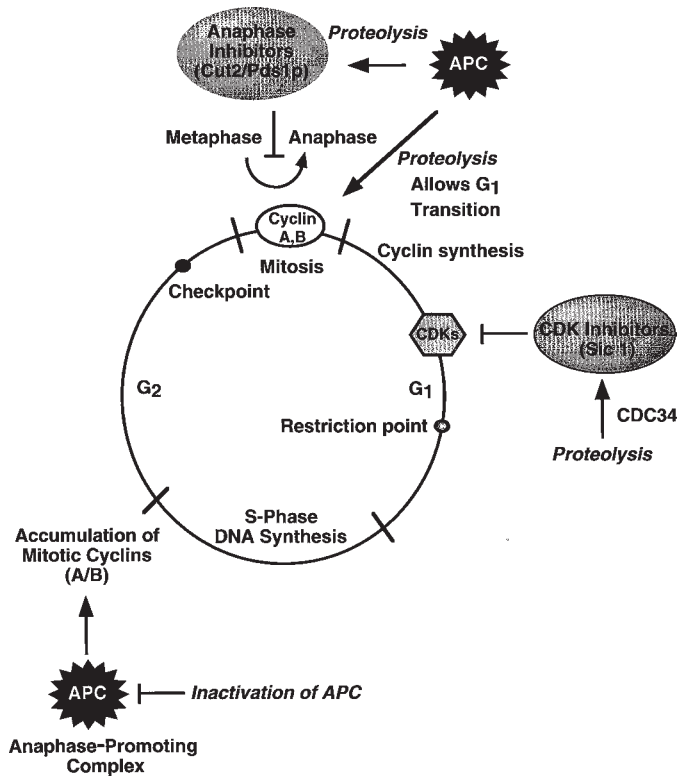 Anaphase
Inhibitors
(Cut2/Pds1p)
Proteolysis
APC
Metaphase
Anaphase
Proteolysis
Allows G1
Transition
Cyclin
A,B
Mitosis
Cyclin synthesis
Checkpoint
CDKs
CDK Inhibitors
(Sic 1)
G2
G1
CDC34
Restriction point
Proteolysis
S-Phase
DNA Synthesis
Accumulation of
Mitotic Cyclins
(A/B)
APC
Inactivation of APC
Anaphase-Promoting
Complex